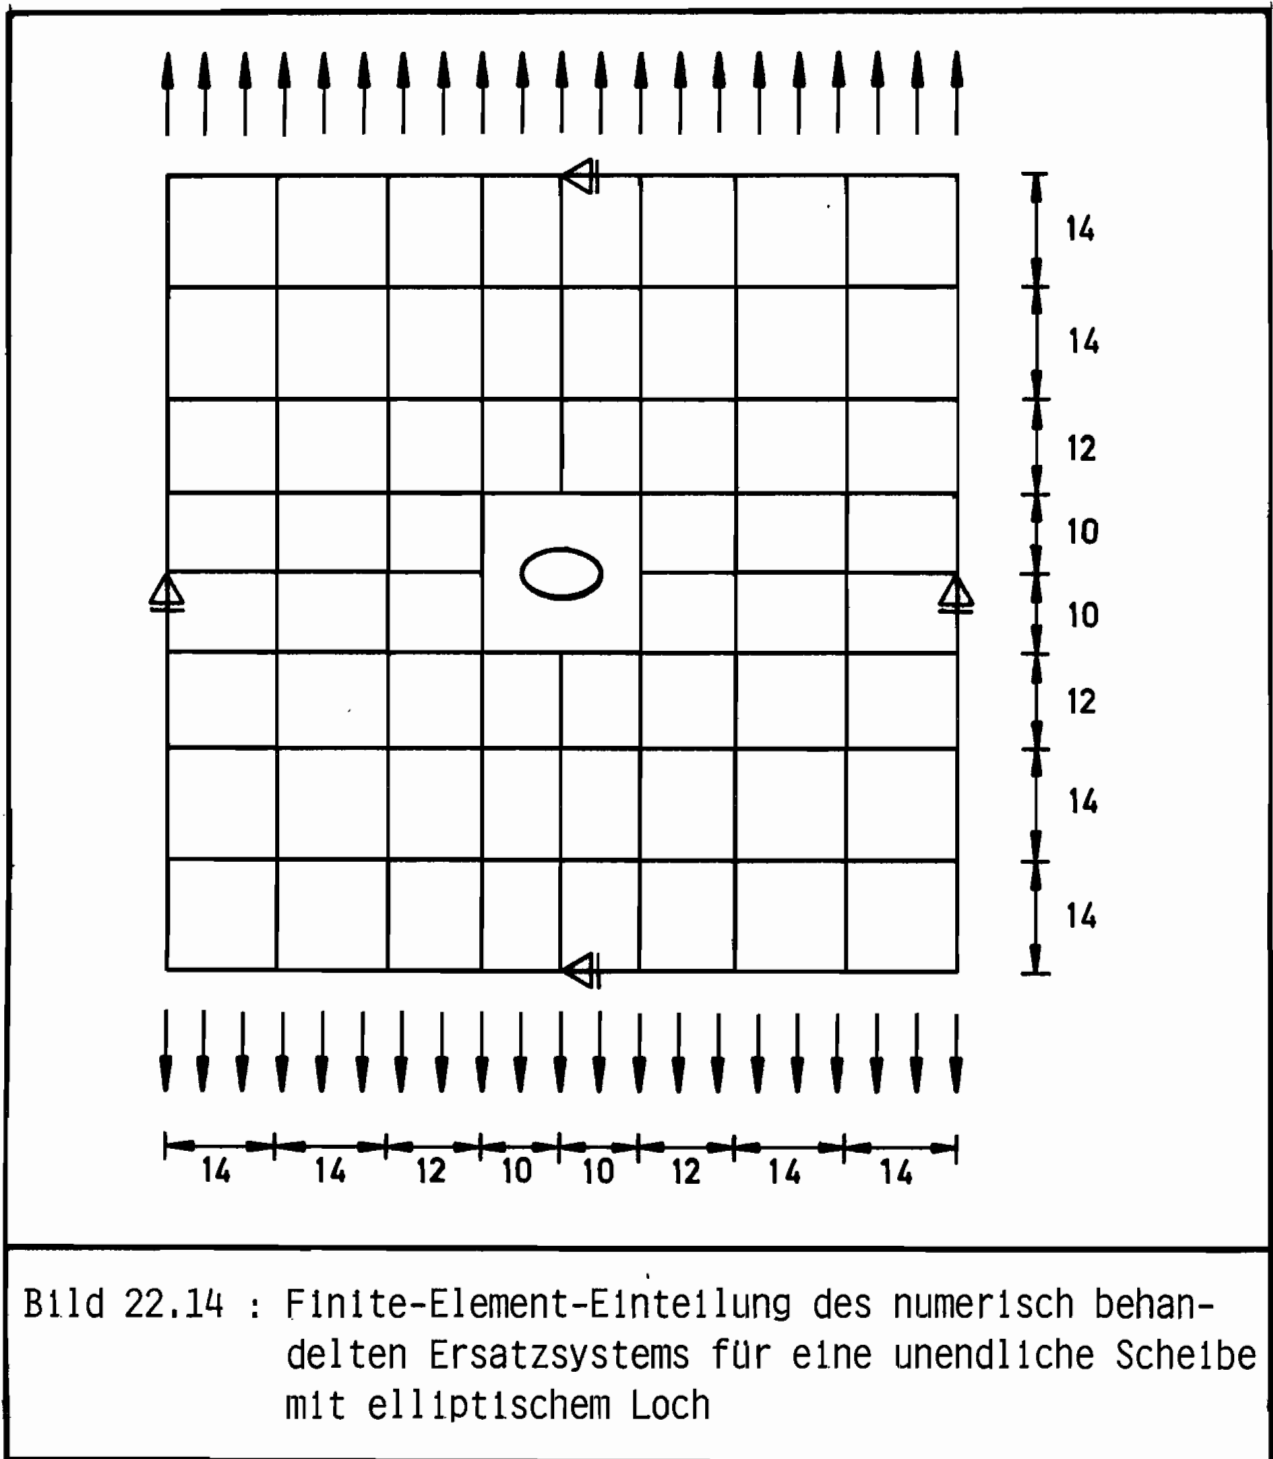 14
14
12
10
10
12
14
14
14 14 12 10 10 12 14 14
Bild 22.14 : Finite-Element-Einteilung des numerisch behan-
delten Ersatzsystems für eine unendliche Scheibe
mit elliptischem Loch